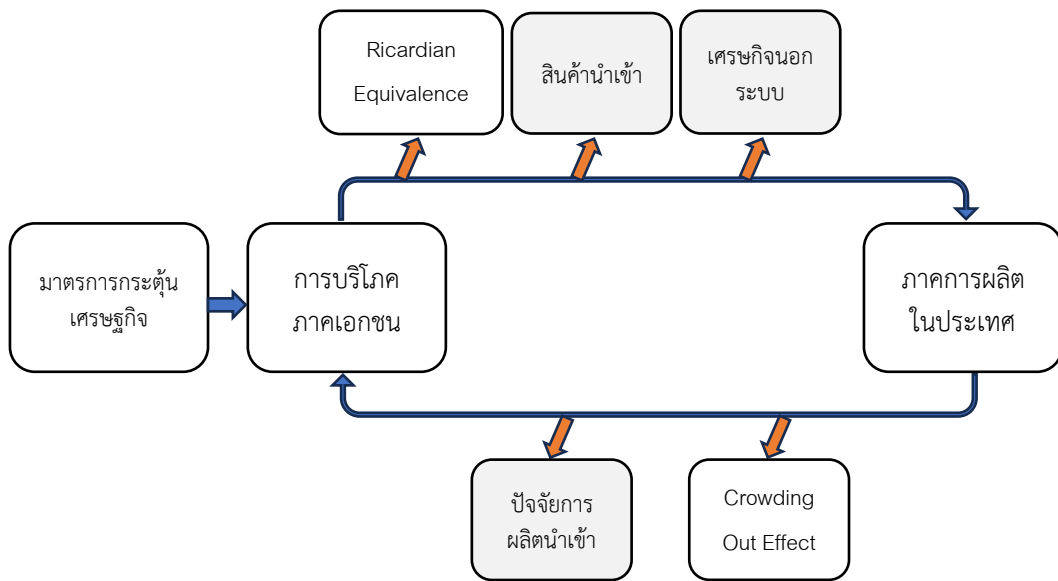 Ricardian
Equivalence
สินค้านำเข้า
เศรษกิจนอก
ระบบ
มาตรการกระตุ้น
เศรษฐกิจ
การบริโภค
ภาคเอกชน
ภาคการผลิต
ในประเทศ
ปัจจัยการ
ผลิตนำเข้า
Crowding
Out Effect